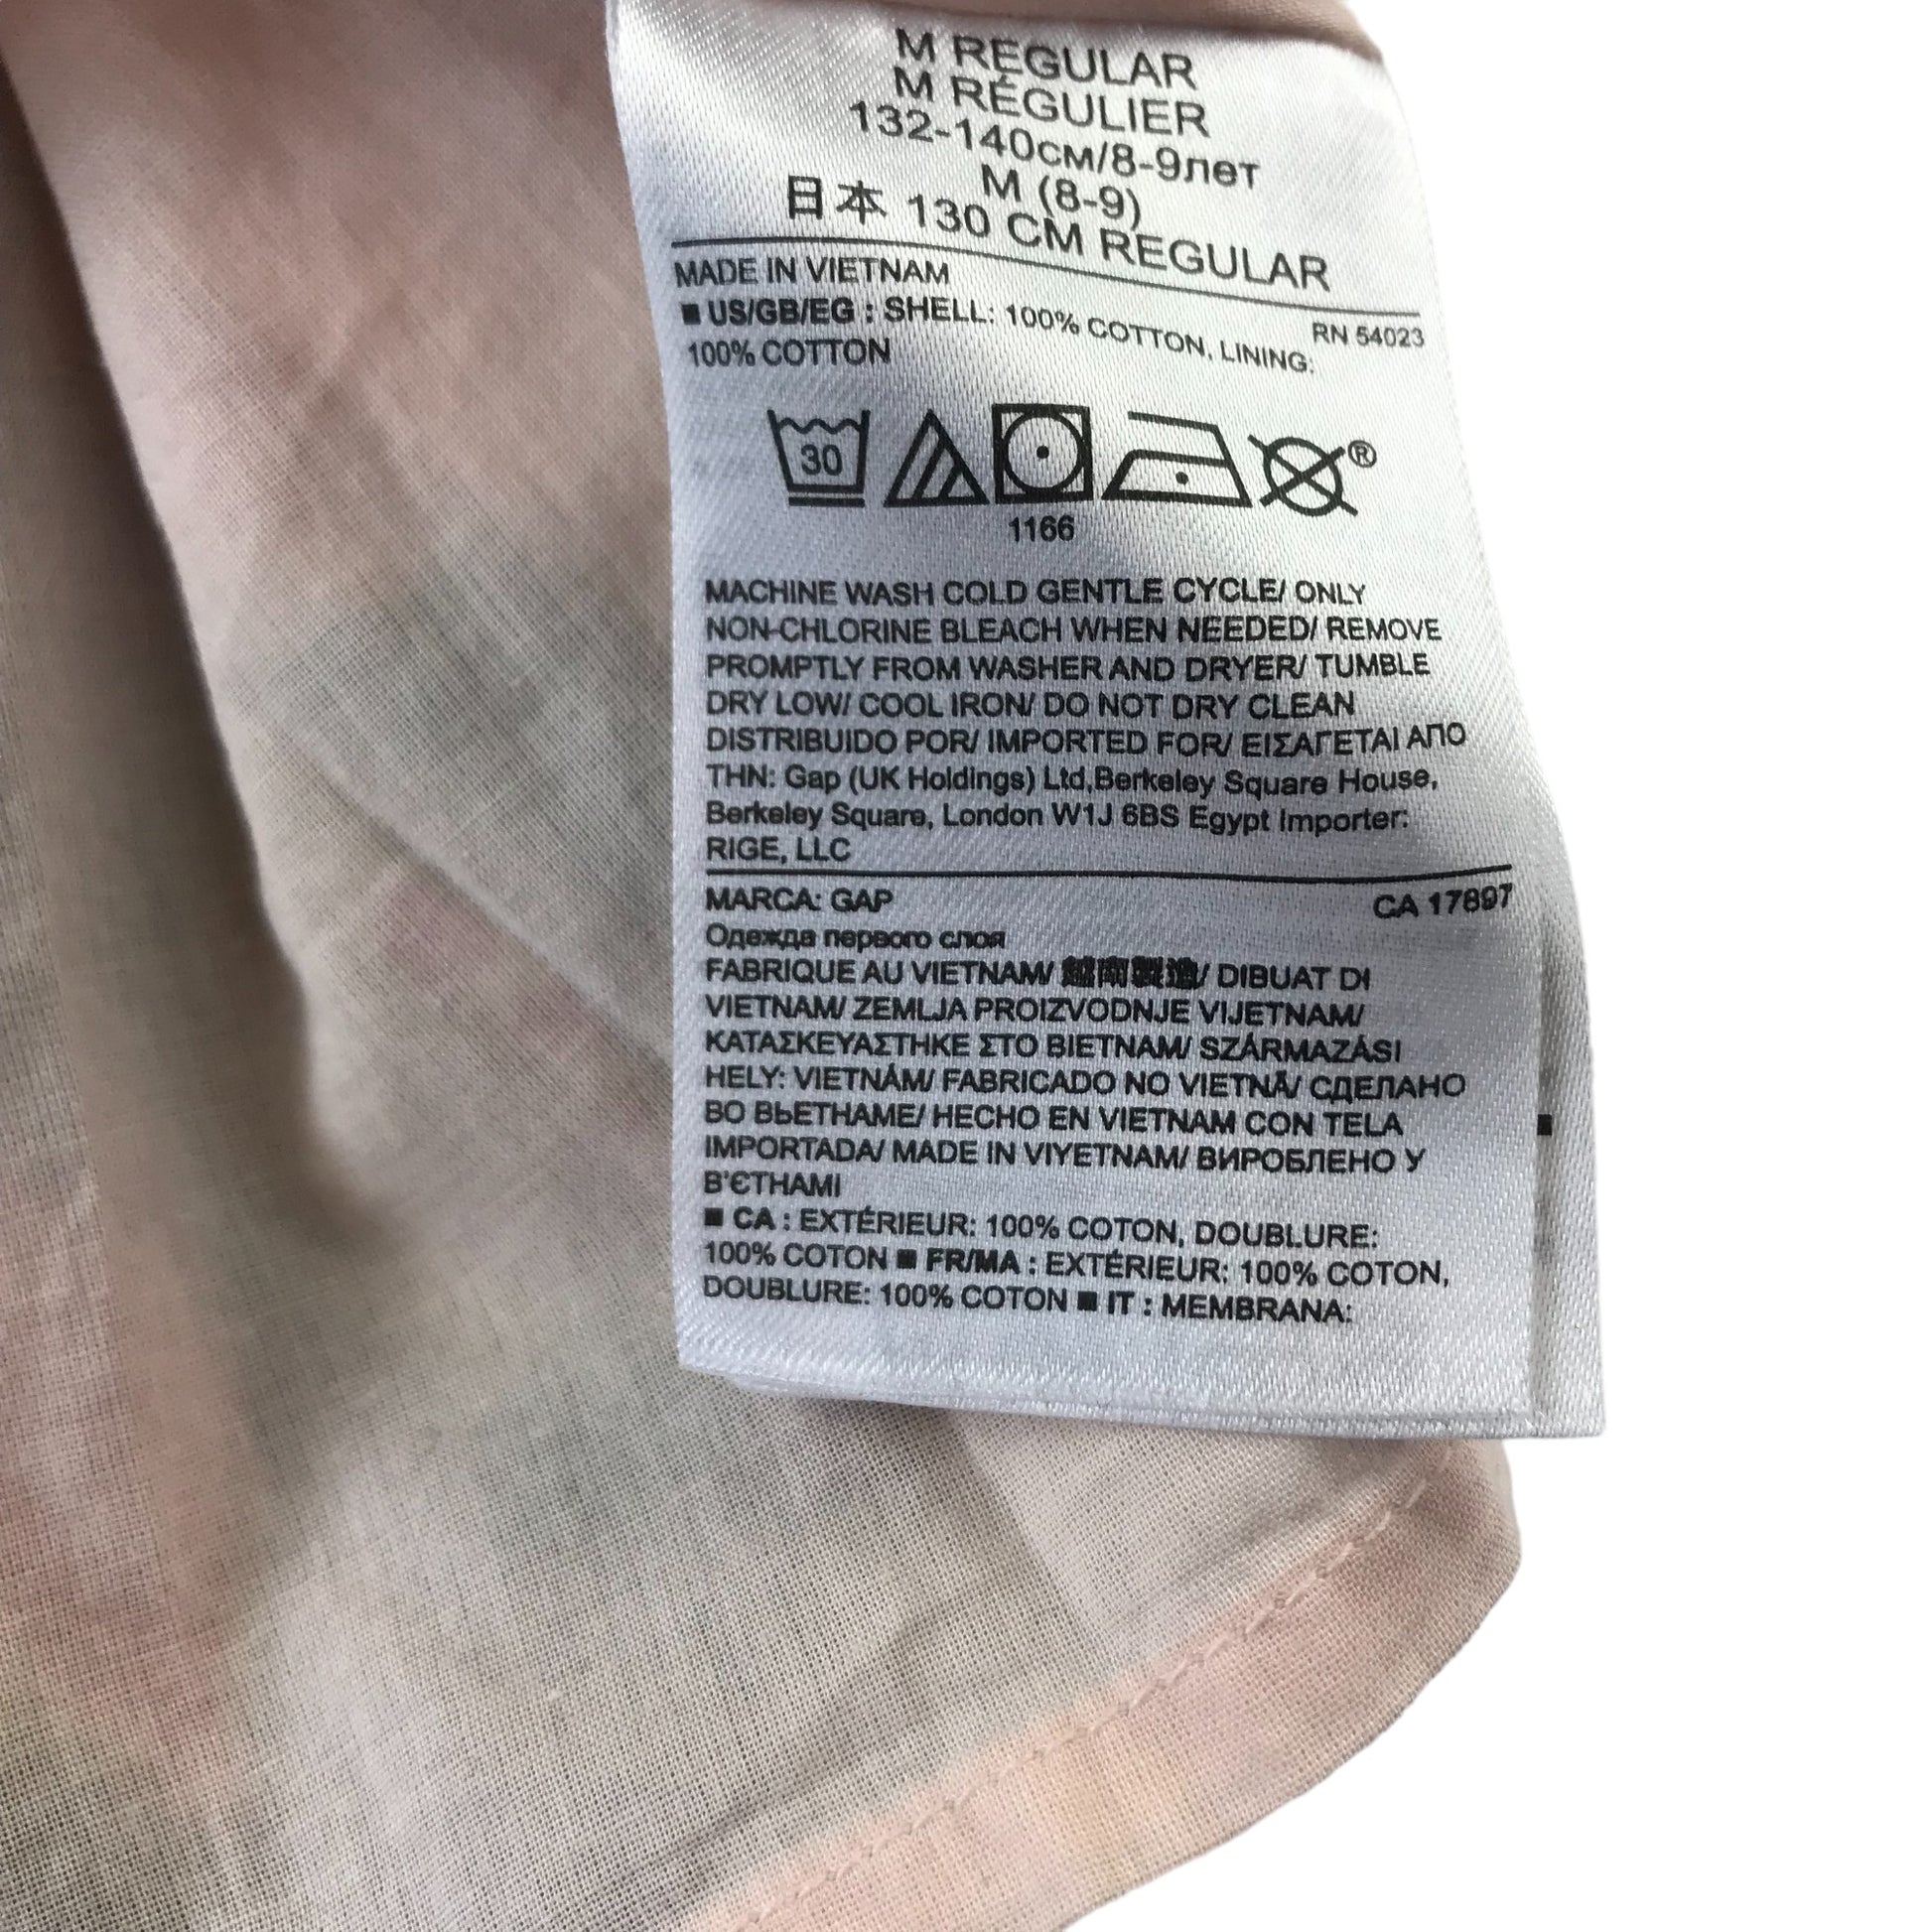 M REGULAR
M RÉGULIER
132-140см/8-9лет
M (8-9)
日本 130 CM REGULAR
MADE IN VIETNAM
RN 54023
■ US/GB/EG : SHELL: 100% COTTON, LINING:
100% COTTON
30
®
1166
MACHINE WASH COLD GENTLE CYCLE/ ONLY
NON-CHLORINE BLEACH WHEN NEEDED/ REMOVE
PROMPTLY FROM WASHER AND DRYER/ TUMBLE
DRY LOW/ COOL IRON/ DO NOT DRY CLEAN
DISTRIBUIDO POR/ IMPORTED FOR/ ΕΙΣΑΓΕΤΑΙ ΑΠΟ
ΤΗΝ: Gap (UK Holdings) Ltd,Berkeley Square House,
Berkeley Square, London W1J 6BS Egypt Importer:
RIGE, LLC
MARCA: GAP
CA 17897
Одежда первого слоя
FABRIQUE AU VIETNAM/ 越南製造/ DIBUAT DI
VIETNAM/ ZEMLJA PROIZVODNJE VIJETNAM/
ΚΑΤΑΣΚΕΥΑΣΤΗΚΕ ΣΤΟ ΒΙΕΤΝΑΜ/ SZÁRMAZÁSI
HELY: VIETNÁM/ FABRICADO NO VIETNÃ/ СДЕЛАНО
ВО ВЬЕТНАМЕ/ HECHO EN VIETNAM CON TELA
IMPORTADA/ MADE IN VIYETNAM/ ВИРОБЛЕНО У
В'ЄТНАМІ
■ CA : EXTÉRIEUR: 100% COTON, DOUBLURE:
100% COTON ■ FR/MA : EXTÉRIEUR: 100% COTON,
DOUBLURE: 100% COTON ■ IT : MEMBRANA: